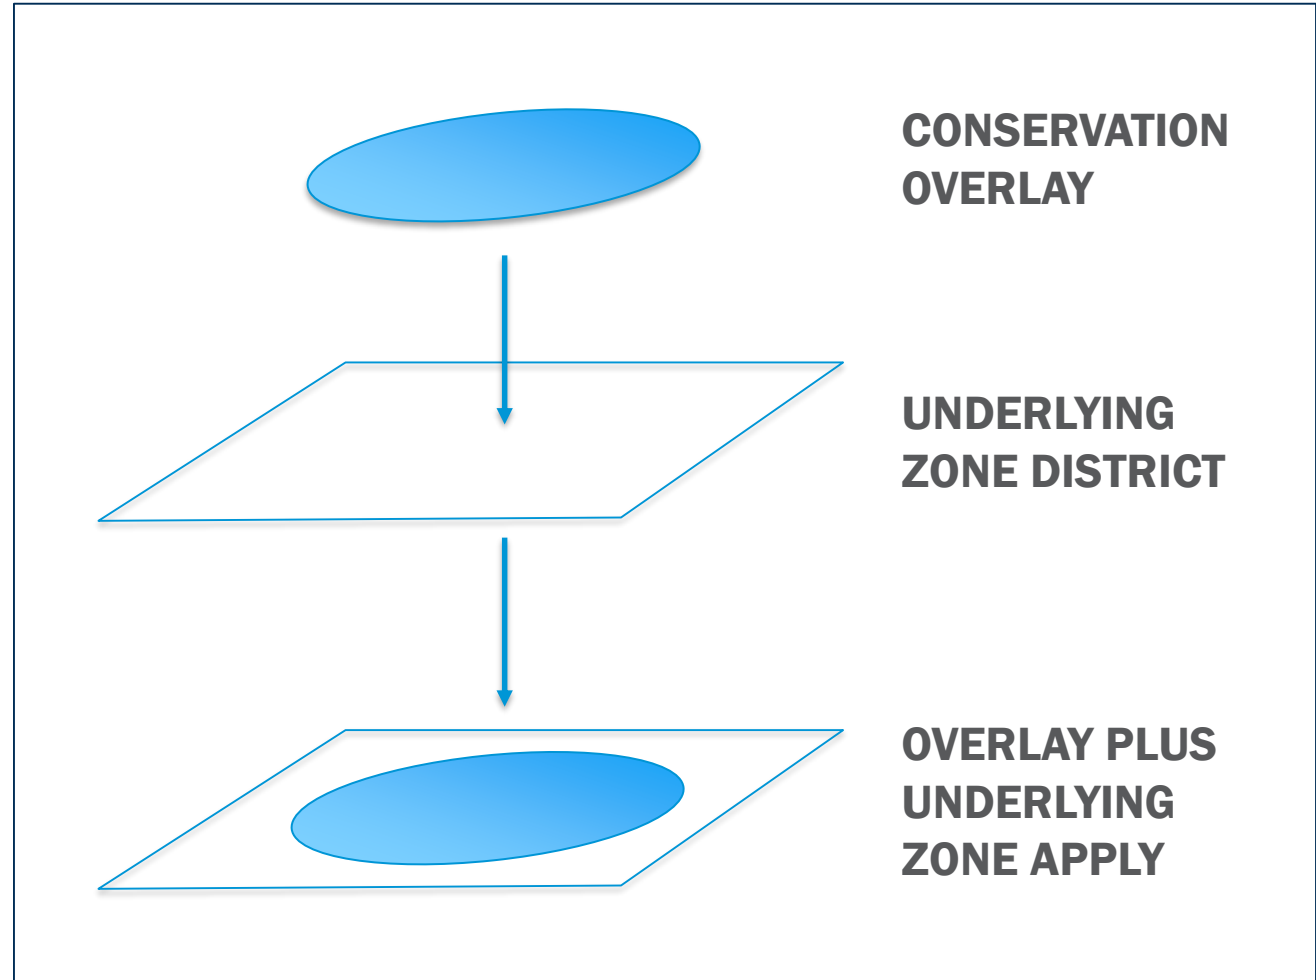 CONSERVATION
OVERLAY
UNDERLYING
ZONE DISTRICT
OVERLAY PLUS
UNDERLYING
ZONE APPLY